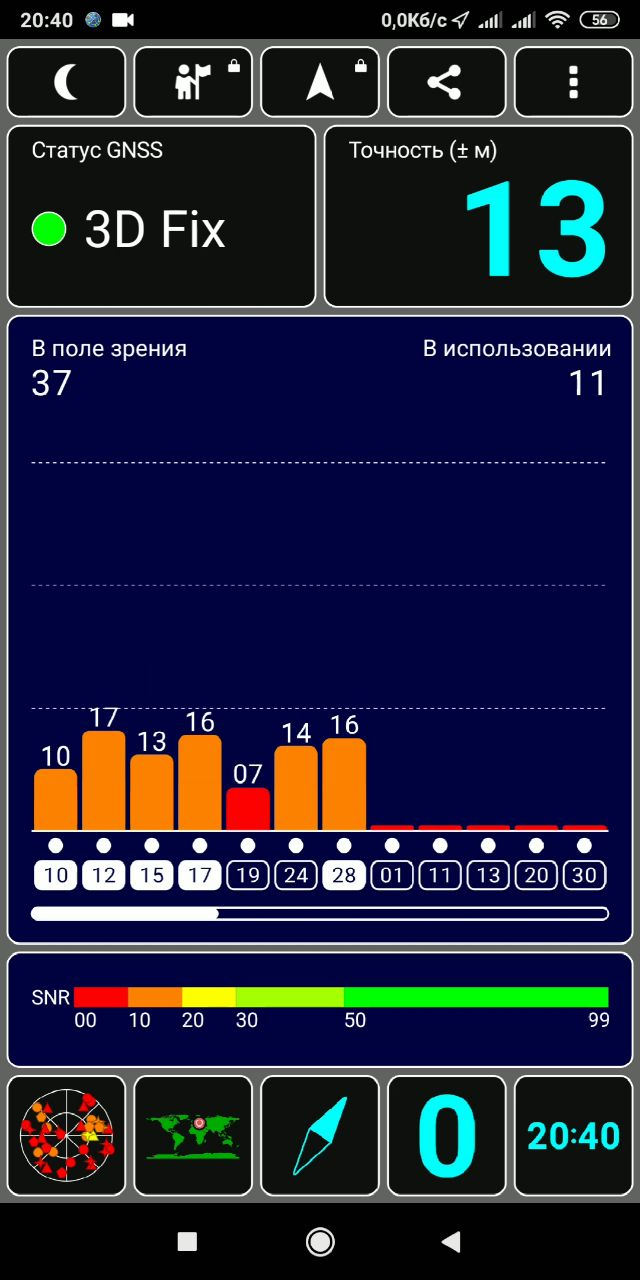 20:40
0,0Кб/с
56
Статус GNSS
Точность (± м)
3D Fix
13
В поле зрения
В использовании
37
11
10 17 13 16 07 14 16
10 12 15 17 19 24 28 01 11 13 20 30
SNR
00 10 20 30 50 99
0
20:40